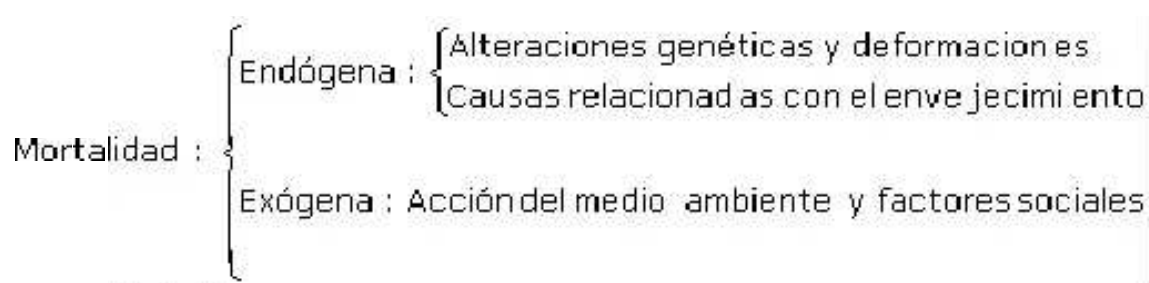 Alteraciones genéticas y deformaciones
Endógena :
Causas relacionadas con el envejecimiento
Mortalidad :
Exógena : Acción del medio ambiente y factores sociales